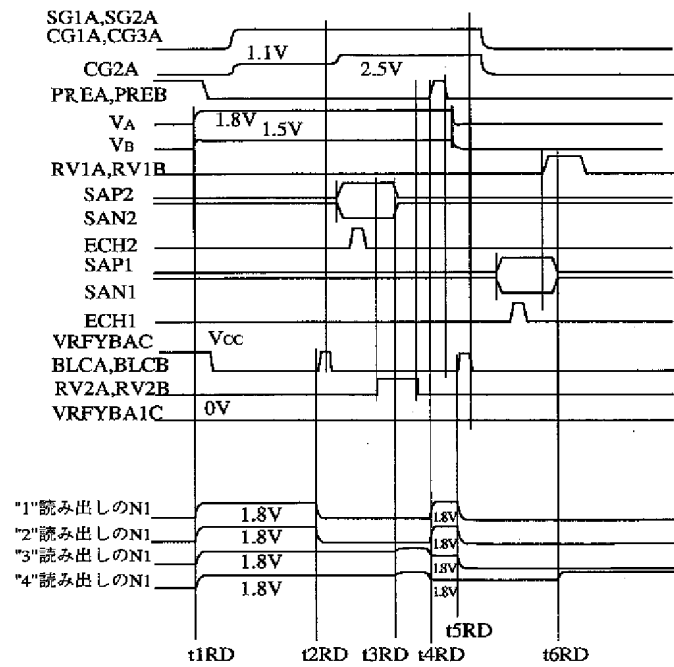 SG1A,SG2A
CG1A,CG3A
1.1V
CG2A
2.5V
PREA,PREB
VA
1.8V
1.5V
VB
RV1A,RV1B
SAP2
SAN2
ECH2
SAP1
SAN1
ECH1
VRFYBAC
Vcc
BLCA,BLCB
RV2A,RV2B
0V
VRFYBA1C
"1"読み出しのN1
1.8V
1.8V
"2"読み出しのN1
1.8V
1.8V
"3"読み出しのN1
1.8V
1.8V
"4"読み出しのN1
1.8V
1.8V
t5RD
t1RD
t2RD
t3RD
t4RD
t6RD